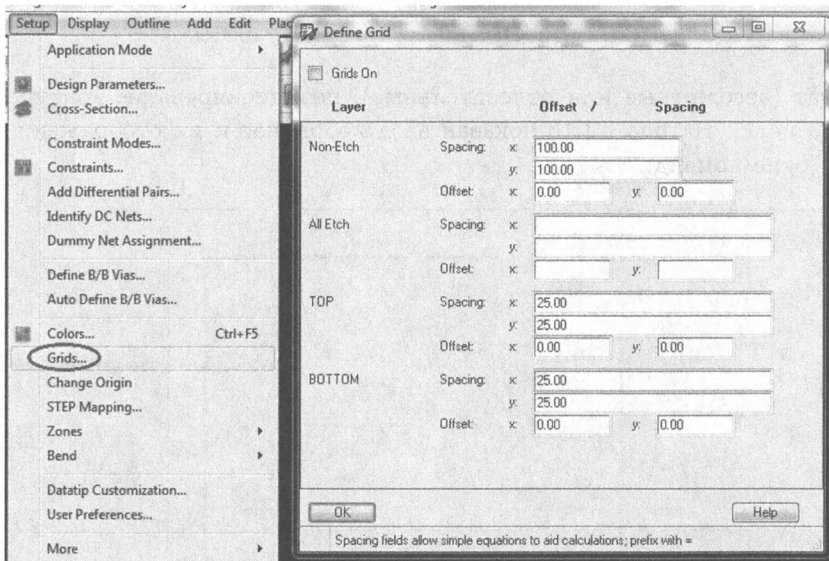 Setup Display Outline Add Edit
Application Mode
Design Parameters...
Cross-Section...
Constraint Modes...
Constraints...
Add Differential Pairs...
Identify DC Nets...
Dummy Net Assignment...
Define B/B Vias...
Auto Define B/B Vias...
Colors... Ctrl+F5
Grids...
Change Origin
STEP Mapping...
Zones
Bend
Datatip Customization...
User Preferences...
More
Define Grid
Grids On
Layer Offset / Spacing
Non-Etch Spacing: x: 100.00
y: 100.00
Offset: x: 0.00 y: 0.00
All Etch Spacing: x:
y:
Offset: x: y:
TOP Spacing: x: 25.00
y: 25.00
Offset: x: 0.00 y: 0.00
BOTTOM Spacing: x: 25.00
y: 25.00
Offset: x: 0.00 y: 0.00
OK Help
Spacing fields allow simple equations to aid calculations; prefix with =